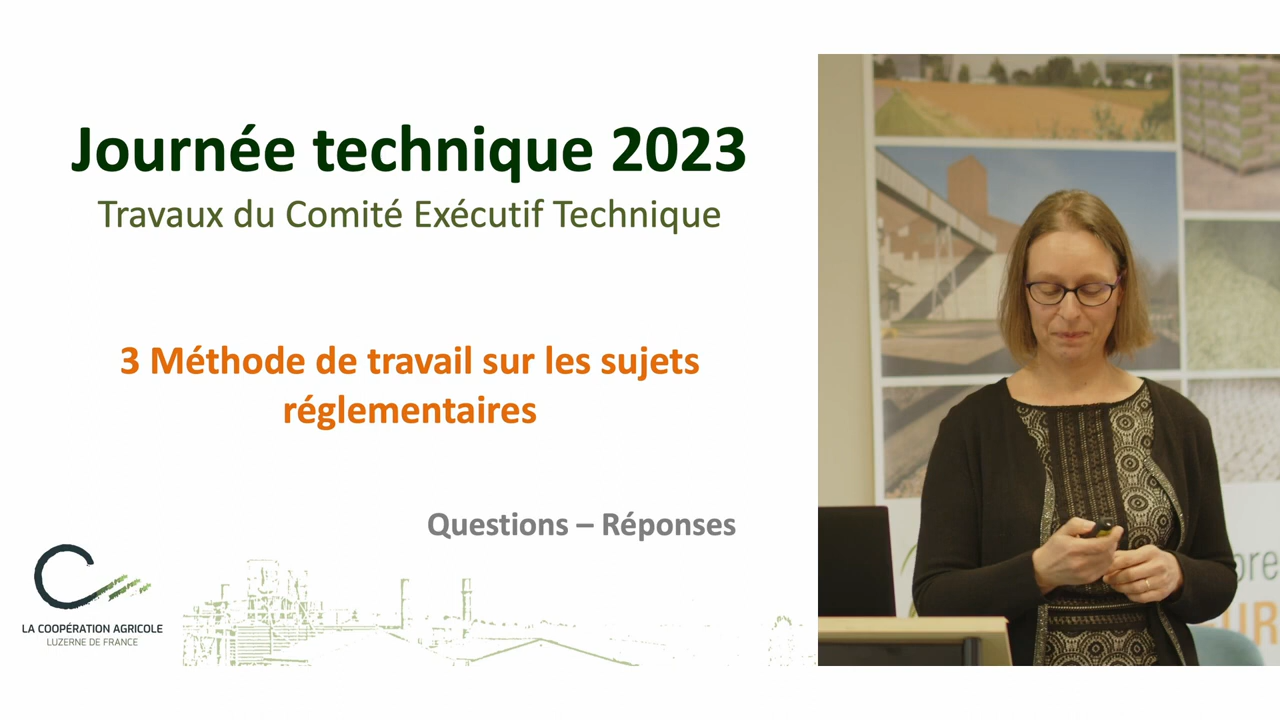 Journée technique 2023
Travaux du Comité Exécutif Technique
3 Méthode de travail sur les sujets
réglementaires
Questions – Réponses
LA COOPÉRATION AGRICOLE
LUZERNE DE FRANCE